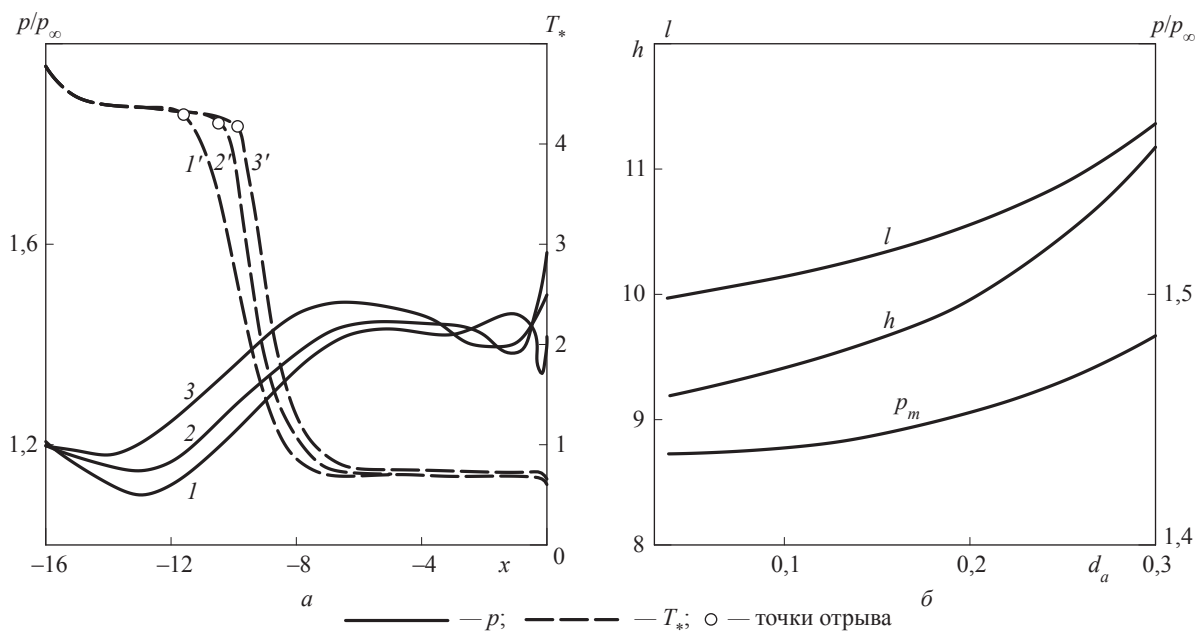 p/p∞ T* l p/p∞
h
1' 2' 3' 4 11
l
1,6 3
10 1,5
h
2
3
2 9 p_m
1,2 1
1
0 8 1,4
–16 –12 –8 –4 x 0,1 0,2 d_a 0,3
а б
— p; — T*; ○ — точки отрыва